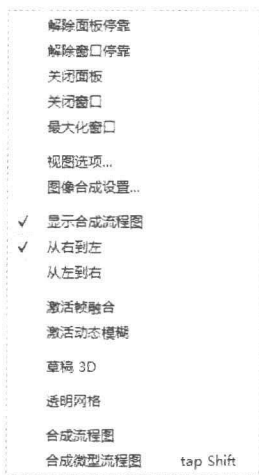 解除面板停靠
解除窗口停靠
关闭面板
关闭窗口
最大化窗口
视图选项...
图像合成设置...
✓ 显示合成流程图
✓ 从右到左
从左到右
激活帧融合
激活动态模糊
草稿 3D
透明网格
合成流程图
合成微型流程图 tap Shift